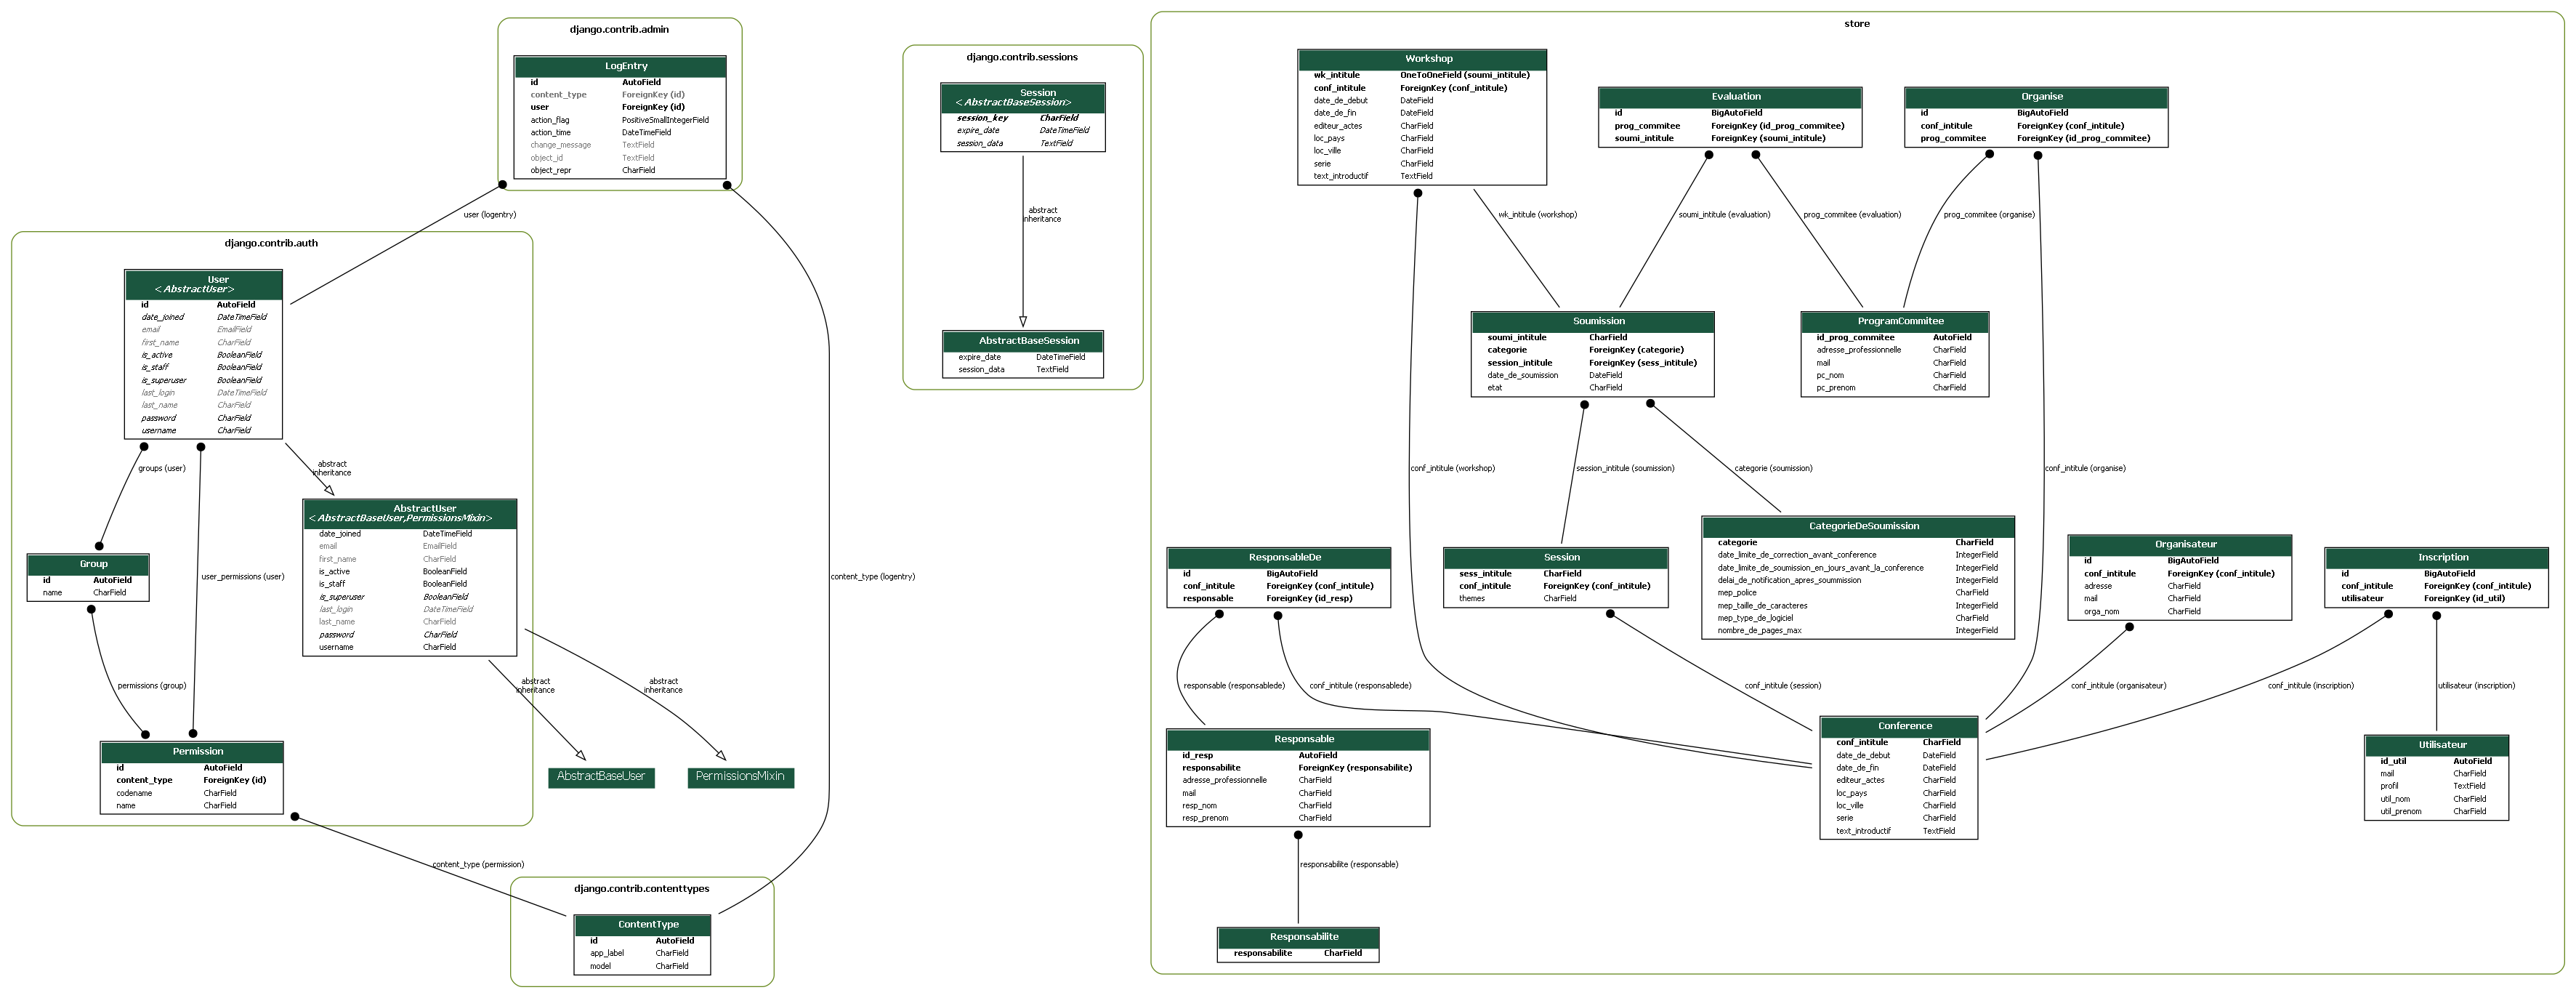 django.contrib.admin
LogEntry
id AutoField
content_type ForeignKey (id)
user ForeignKey (id)
action_flag PositiveSmallIntegerField
action_time DateTimeField
change_message TextField
object_id TextField
object_repr CharField
user (logentry)
content_type (logentry)
django.contrib.auth
User
<AbstractUser>
id AutoField
date_joined DateTimeField
email EmailField
first_name CharField
is_active BooleanField
is_staff BooleanField
is_superuser BooleanField
last_login DateTimeField
last_name CharField
password CharField
username CharField
groups (user)
user_permissions (user)
abstract
inheritance
AbstractUser
<AbstractBaseUser,PermissionsMixin>
date_joined DateTimeField
email EmailField
first_name CharField
is_active BooleanField
is_staff BooleanField
is_superuser BooleanField
last_login DateTimeField
last_name CharField
password CharField
username CharField
Group
id AutoField
name CharField
permissions (group)
abstract
inheritance
abstract
inheritance
Permission
id AutoField
content_type ForeignKey (id)
codename CharField
name CharField
AbstractBaseUser
PermissionsMixin
content_type (permission)
django.contrib.contenttypes
ContentType
id AutoField
app_label CharField
model CharField
django.contrib.sessions
Session
<AbstractBaseSession>
session_key CharField
expire_date DateTimeField
session_data TextField
abstract
inheritance
AbstractBaseSession
expire_date DateTimeField
session_data TextField
store
Workshop
wk_intitule OneToOneField (soumi_intitule)
conf_intitule ForeignKey (conf_intitule)
date_de_debut DateField
date_de_fin DateField
editeur_actes CharField
loc_pays CharField
loc_ville CharField
serie CharField
text_introductif TextField
Evaluation
id BigAutoField
prog_commitee ForeignKey (id_prog_commitee)
soumi_intitule ForeignKey (soumi_intitule)
Organise
id BigAutoField
conf_intitule ForeignKey (conf_intitule)
prog_commitee ForeignKey (id_prog_commitee)
wk_intitule (workshop)
soumi_intitule (evaluation)
prog_commitee (evaluation)
prog_commitee (organise)
Soumission
soumi_intitule CharField
categorie ForeignKey (categorie)
session_intitule ForeignKey (sess_intitule)
date_de_soumission DateField
etat CharField
ProgramCommitee
id_prog_commitee AutoField
adresse_professionnelle CharField
mail CharField
pc_nom CharField
pc_prenom CharField
conf_intitule (workshop)
session_intitule (soumission)
categorie (soumission)
conf_intitule (organise)
ResponsableDe
id BigAutoField
conf_intitule ForeignKey (conf_intitule)
responsable ForeignKey (id_resp)
Session
sess_intitule CharField
conf_intitule ForeignKey (conf_intitule)
themes CharField
CategorieDeSoumission
categorie CharField
date_limite_de_correction_avant_conference IntegerField
date_limite_de_soumission_en_jours_avant_la_conference IntegerField
delai_de_notification_apres_soummission IntegerField
mep_police CharField
mep_taille_de_caracteres IntegerField
mep_type_de_logiciel CharField
nombre_de_pages_max IntegerField
Organisateur
id BigAutoField
conf_intitule ForeignKey (conf_intitule)
adresse CharField
mail CharField
orga_nom CharField
Inscription
id BigAutoField
conf_intitule ForeignKey (conf_intitule)
utilisateur ForeignKey (id_util)
responsable (responsablede)
conf_intitule (responsablede)
conf_intitule (session)
conf_intitule (organisateur)
conf_intitule (inscription)
utilisateur (inscription)
Responsable
id_resp AutoField
responsabilite ForeignKey (responsabilite)
adresse_professionnelle CharField
mail CharField
resp_nom CharField
resp_prenom CharField
Conference
conf_intitule CharField
date_de_debut DateField
date_de_fin DateField
editeur_actes CharField
loc_pays CharField
loc_ville CharField
serie CharField
text_introductif TextField
Utilisateur
id_util AutoField
mail CharField
profil TextField
util_nom CharField
util_prenom CharField
responsabilite (responsable)
Responsabilite
responsabilite CharField